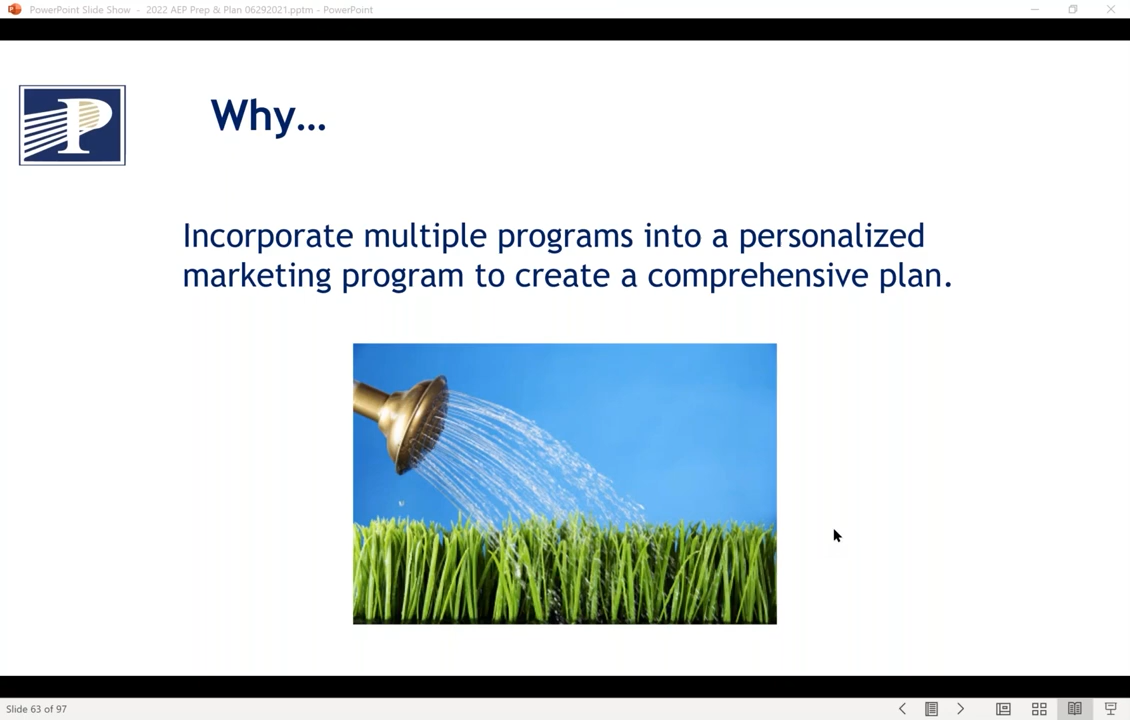 PowerPoint Slide Show - 2022 AEP Prep & Plan 06292021.pptm - PowerPoint
P
Why...
Incorporate multiple programs into a personalized
marketing program to create a comprehensive plan.
Slide 63 of 97